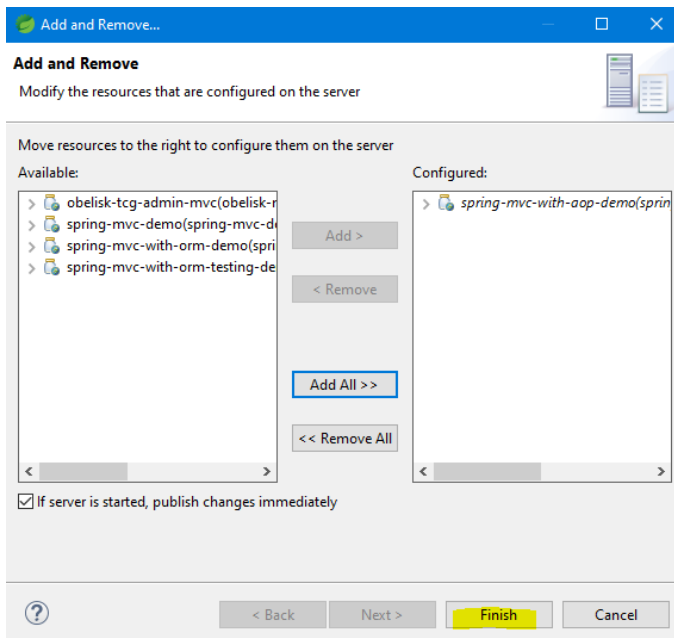 Add and Remove...
Add and Remove
Modify the resources that are configured on the server
Move resources to the right to configure them on the server
Available:
Configured:
obelisk-tcg-admin-mvc(obelisk-r
spring-mvc-demo(spring-mvc-de
spring-mvc-with-orm-demo(spri
spring-mvc-with-orm-testing-de
spring-mvc-with-aop-demo(sprin
Add >
< Remove
Add All >>
<< Remove All
If server is started, publish changes immediately
?
< Back
Next >
Finish
Cancel